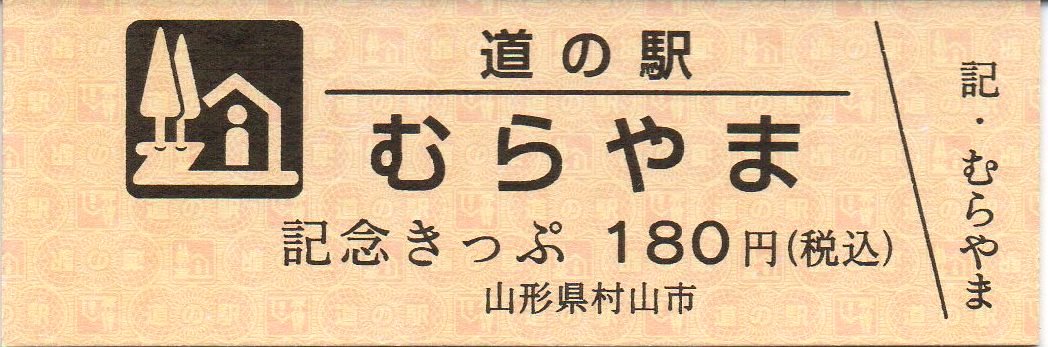 道の駅
むらやま
記念きっぷ 180円(税込)
山形県村山市
記・むらやま